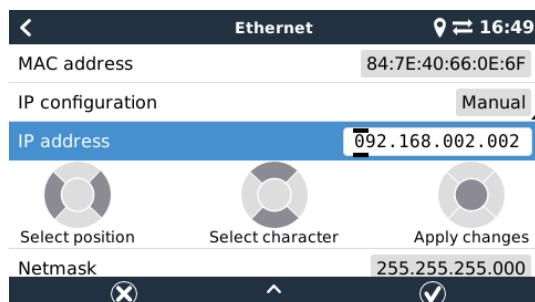 Ethernet 16:49
MAC address 84:7E:40:66:0E:6F
IP configuration Manual
IP address 092.168.002.002
Select position Select character Apply changes
Netmask 255.255.255.000